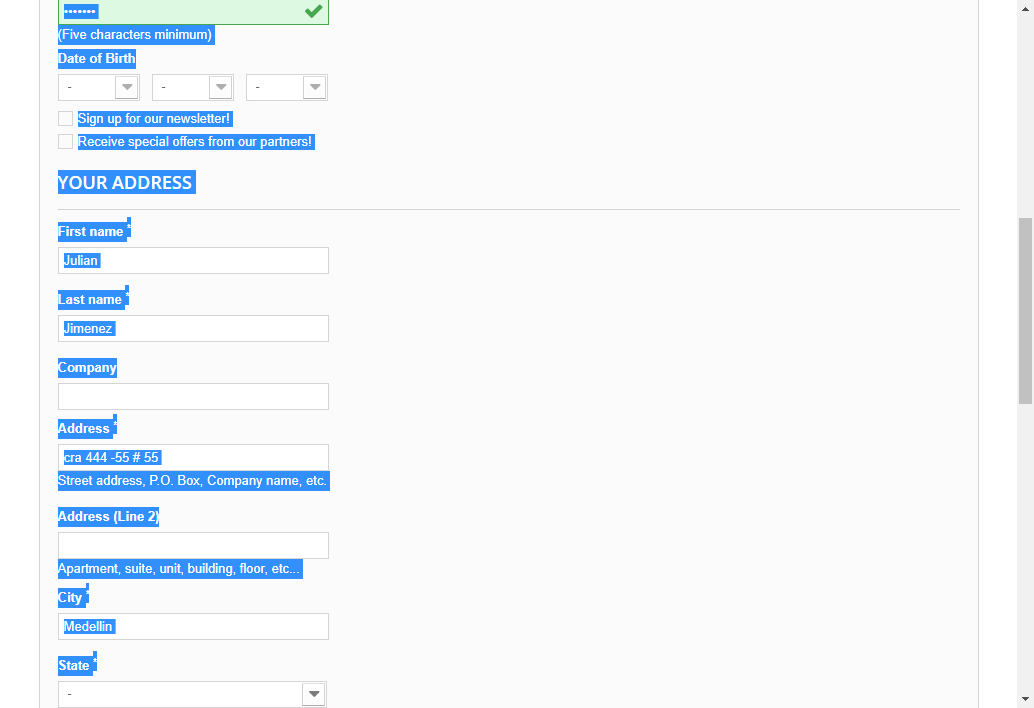 •••••••
(Five characters minimum)
Date of Birth
- - -
Sign up for our newsletter!
Receive special offers from our partners!
YOUR ADDRESS
First name *
Julian
Last name *
Jimenez
Company
Address *
cra 444 -55 # 55
Street address, P.O. Box, Company name, etc.
Address (Line 2)
Apartment, suite, unit, building, floor, etc...
City *
Medellin
State *
-